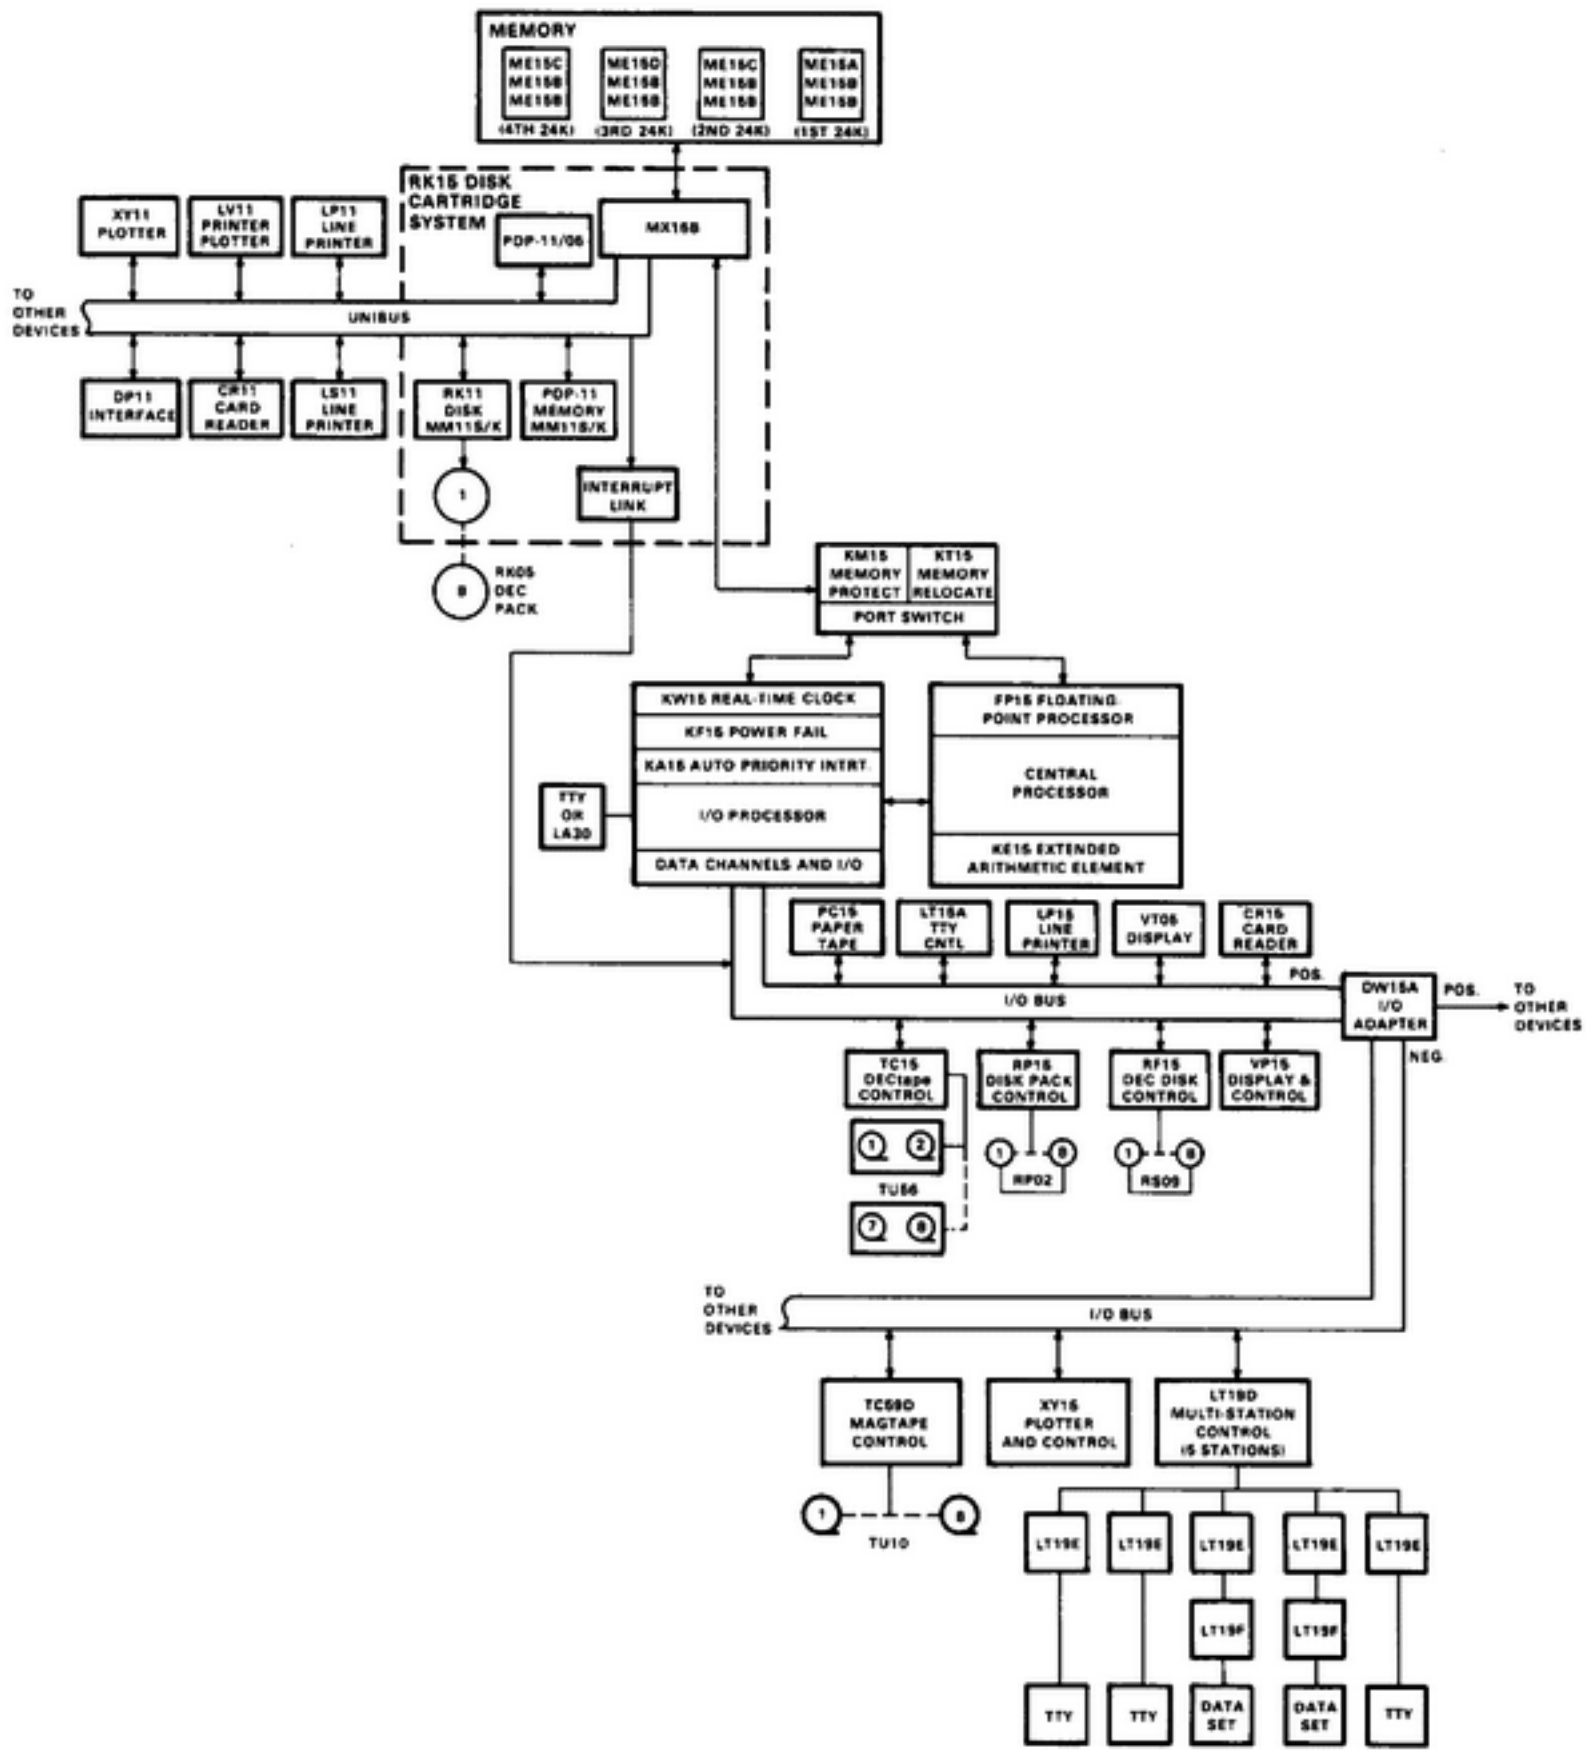 MEMORY
ME15C
ME15B
ME15B
(4TH 24K)
ME15D
ME15B
ME15B
(3RD 24K)
ME15C
ME15B
ME15B
(2ND 24K)
ME15A
ME15B
ME15B
(1ST 24K)
RK15 DISK
CARTRIDGE
SYSTEM
PDP-11/05
MX15B
XY11
PLOTTER
LV11
PRINTER
PLOTTER
LP11
LINE
PRINTER
TO
OTHER
DEVICES
UNIBUS
DP11
INTERFACE
CR11
CARD
READER
LS11
LINE
PRINTER
RK11
DISK
MM11S/K
PDP-11
MEMORY
MM11S/K
1
INTERRUPT
LINK
8
RK05
DEC
PACK
KM15
MEMORY
PROTECT
KT15
MEMORY
RELOCATE
PORT SWITCH
KW15 REAL-TIME CLOCK
KF15 POWER FAIL
KA15 AUTO PRIORITY INTRT.
I/O PROCESSOR
DATA CHANNELS AND I/O
TTY
OR
LA30
FP15 FLOATING-
POINT PROCESSOR
CENTRAL
PROCESSOR
KE15 EXTENDED
ARITHMETIC ELEMENT
PC15
PAPER
TAPE
LT15A
TTY
CNTL
LP15
LINE
PRINTER
VT05
DISPLAY
CR15
CARD
READER
POS.
I/O BUS
DW15A
I/O
ADAPTER
POS.
TO
OTHER
DEVICES
NEG.
TC15
DECtape
CONTROL
RP15
DISK PACK
CONTROL
RF15
DEC DISK
CONTROL
VP15
DISPLAY &
CONTROL
1 2
TU56
7 8
1 8
RP02
1 8
RS09
TO
OTHER
DEVICES
I/O BUS
TC59D
MAGTAPE
CONTROL
XY15
PLOTTER
AND CONTROL
LT19D
MULTI-STATION
CONTROL
(5 STATIONS)
1 8
TU10
LT19E
LT19E
LT19E
LT19E
LT19E
LT19F
LT19F
TTY
TTY
DATA
SET
DATA
SET
TTY